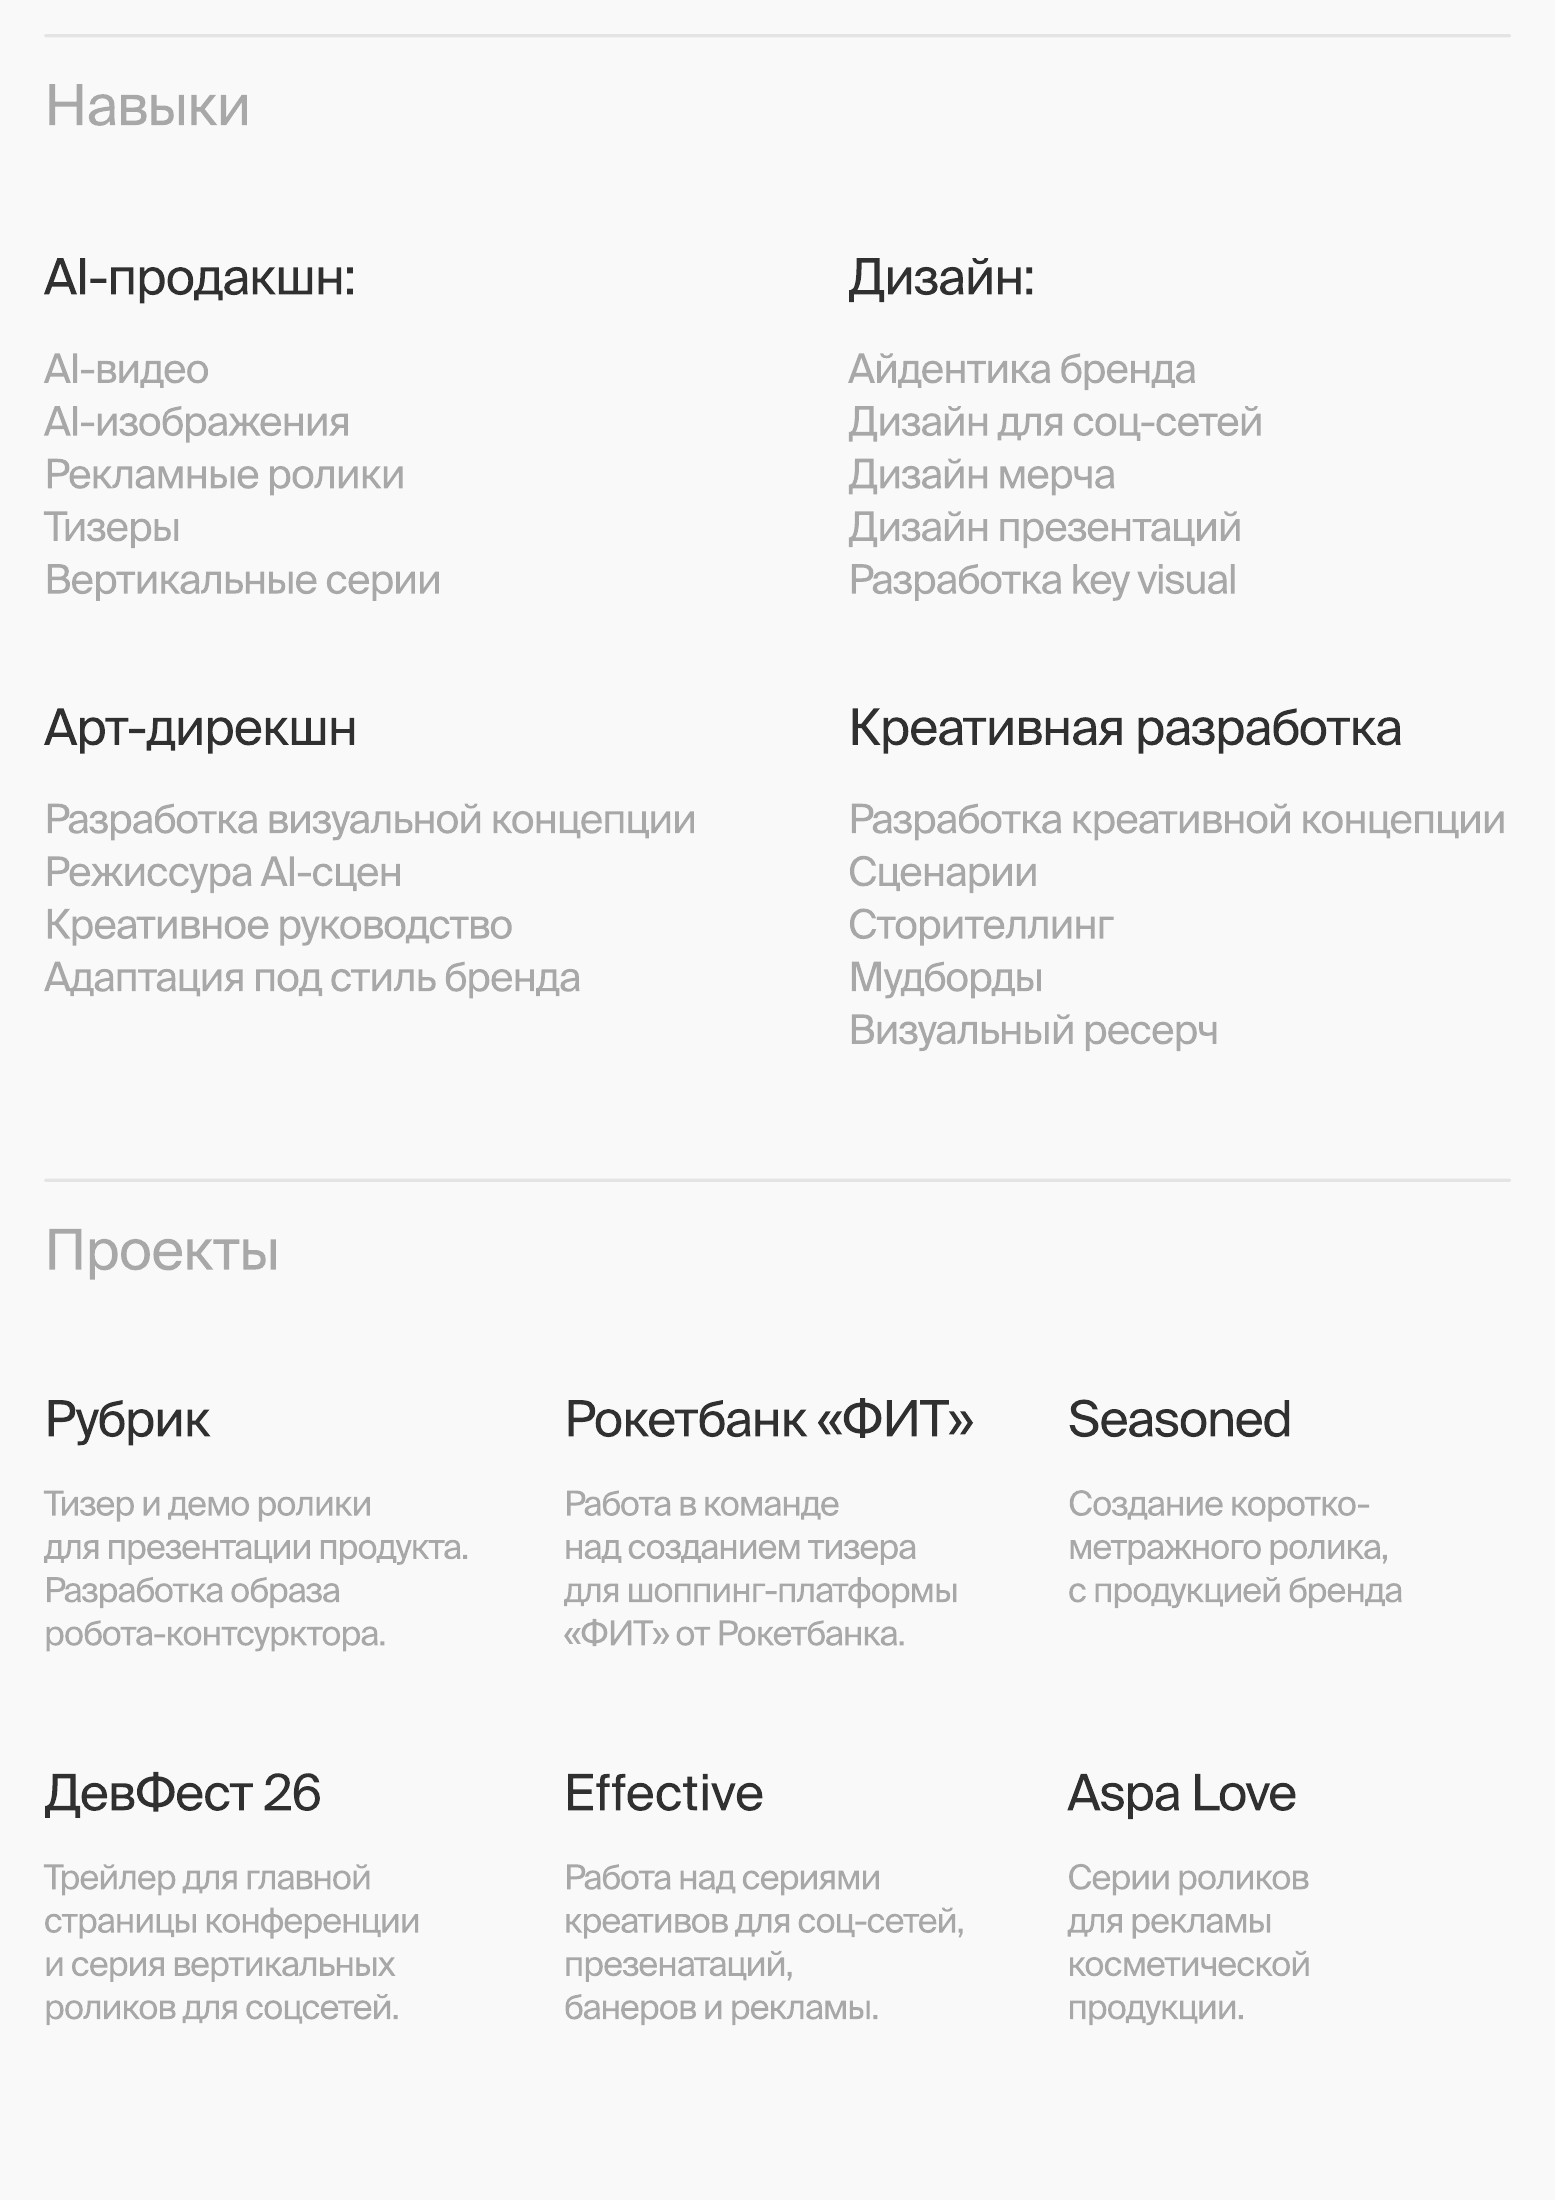 Навыки
AI-продакшн:
AI-видео
AI-изображения
Рекламные ролики
Тизеры
Вертикальные серии
Дизайн:
Айдентика бренда
Дизайн для соц-сетей
Дизайн мерча
Дизайн презентаций
Разработка key visual
Арт-дирекшн
Разработка визуальной концепции
Режиссура AI-сцен
Креативное руководство
Адаптация под стиль бренда
Креативная разработка
Разработка креативной концепции
Сценарии
Сторителлинг
Мудборды
Визуальный ресерч
Проекты
Рубрик
Тизер и демо ролики
для презентации продукта.
Разработка образа
робота-контсурктора.
Рокетбанк «ФИТ»
Работа в команде
над созданием тизера
для шоппинг-платформы
«ФИТ» от Рокетбанка.
Seasoned
Создание коротко-
метражного ролика,
с продукцией бренда
ДевФест 26
Трейлер для главной
страницы конференции
и серия вертикальных
роликов для соцсетей.
Effective
Работа над сериями
креативов для соц-сетей,
презенатаций,
банеров и рекламы.
Aspa Love
Серии роликов
для рекламы
косметической
продукции.